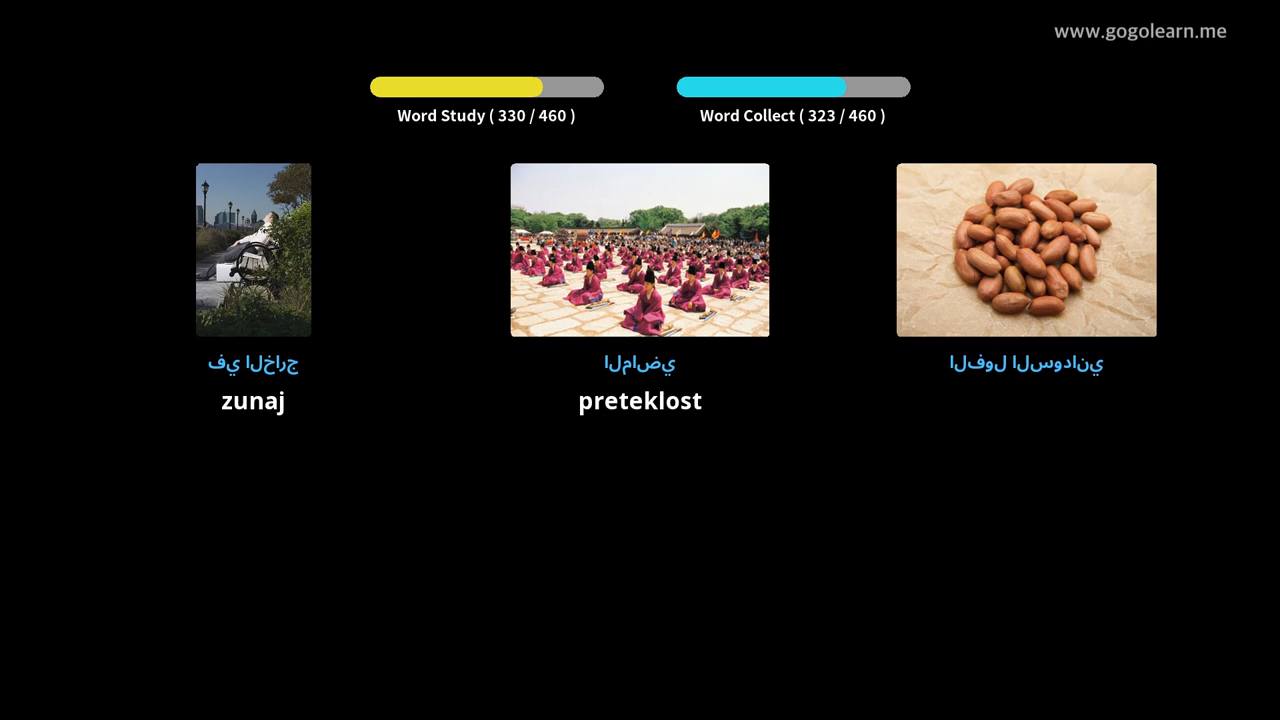 www.gogolearn.me
Word Study ( 330 / 460 )
Word Collect ( 323 / 460 )
في الخارج
zunaj
الماضي
preteklost
الفول السوداني